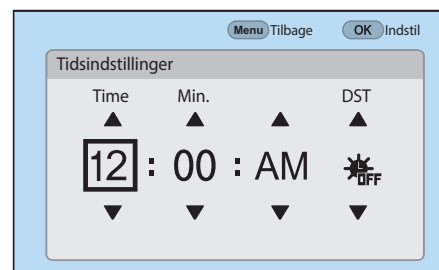 Menu Tilbage OK Indstil
Tidsindstillinger
Time Min. DST
12 : 00 : AM OFF